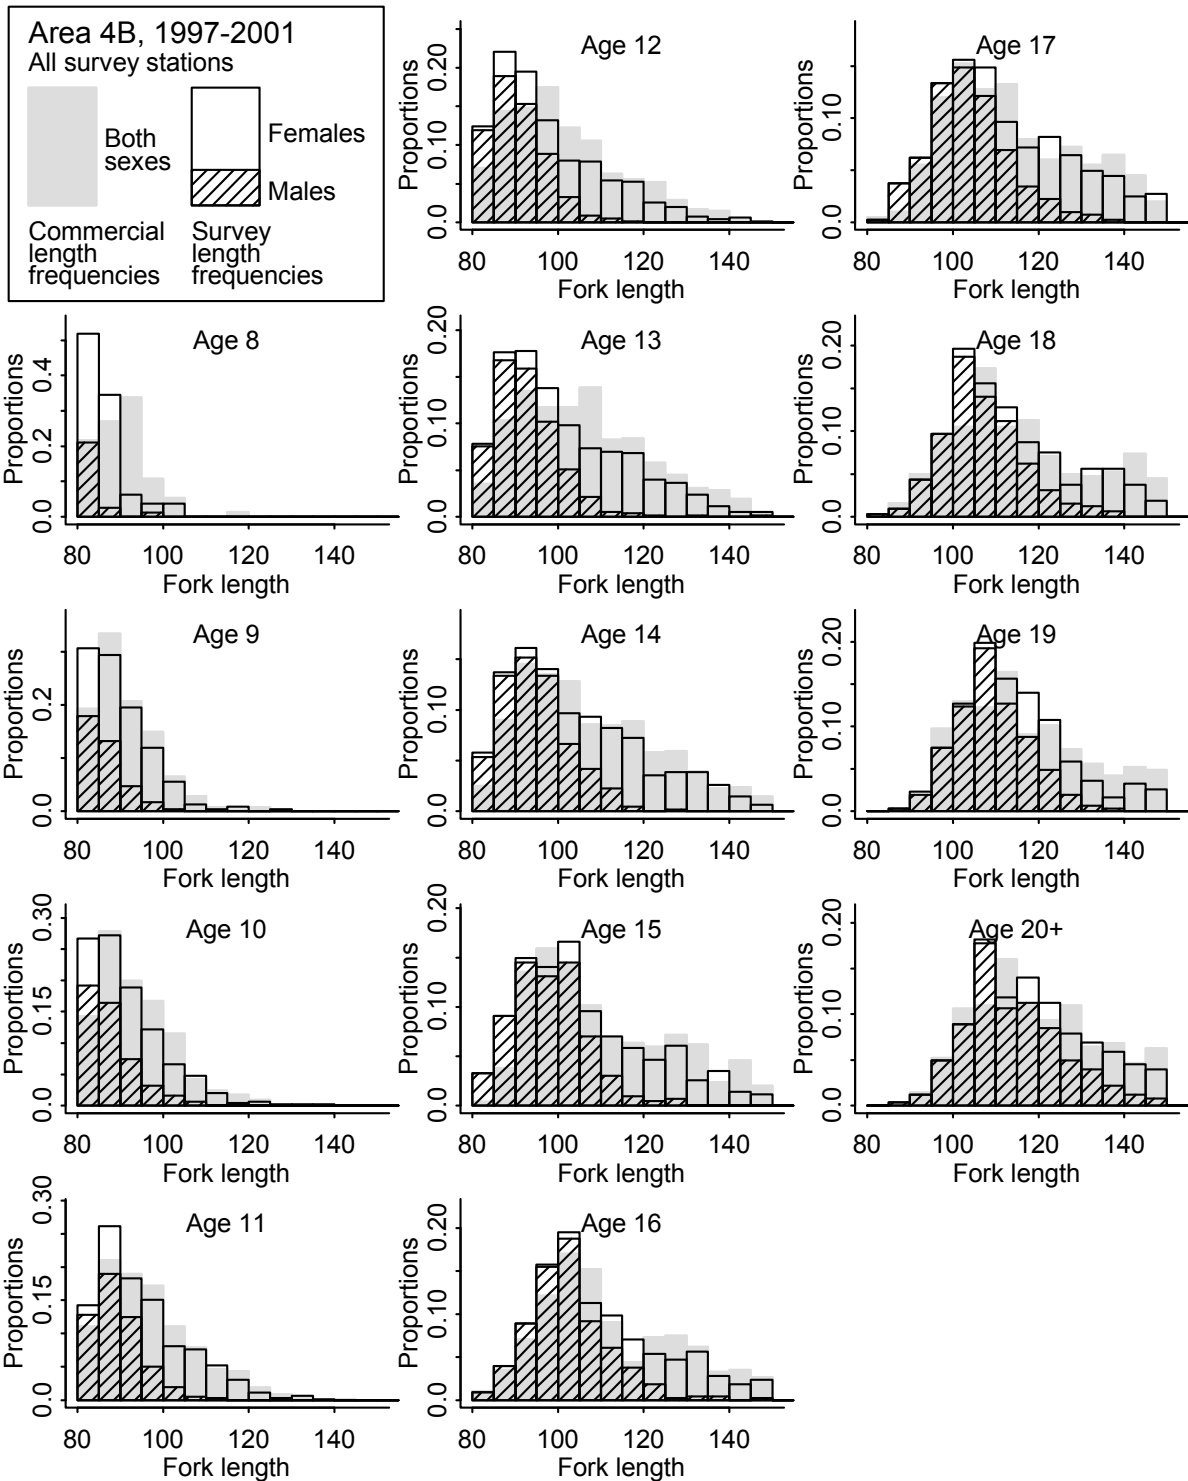 Area 4B, 1997-2001
All survey stations
Both
sexes
Females
Males
Commercial
length
frequencies
Survey
length
frequencies
Age 8
Proportions
0.0 0.2 0.4
80 100 120 140
Fork length
Age 9
Proportions
0.0 0.2
80 100 120 140
Fork length
Age 10
Proportions
0.0 0.15 0.30
80 100 120 140
Fork length
Age 11
Proportions
0.0 0.15 0.30
80 100 120 140
Fork length
Age 12
Proportions
0.0 0.10 0.20
80 100 120 140
Fork length
Age 13
Proportions
0.0 0.10 0.20
80 100 120 140
Fork length
Age 14
Proportions
0.0 0.10
80 100 120 140
Fork length
Age 15
Proportions
0.0 0.10 0.20
80 100 120 140
Fork length
Age 16
Proportions
0.0 0.10 0.20
80 100 120 140
Fork length
Age 17
Proportions
0.0 0.10
80 100 120 140
Fork length
Age 18
Proportions
0.0 0.10 0.20
80 100 120 140
Fork length
Age 19
Proportions
0.0 0.10 0.20
80 100 120 140
Fork length
Age 20+
Proportions
0.0 0.10 0.20
80 100 120 140
Fork length